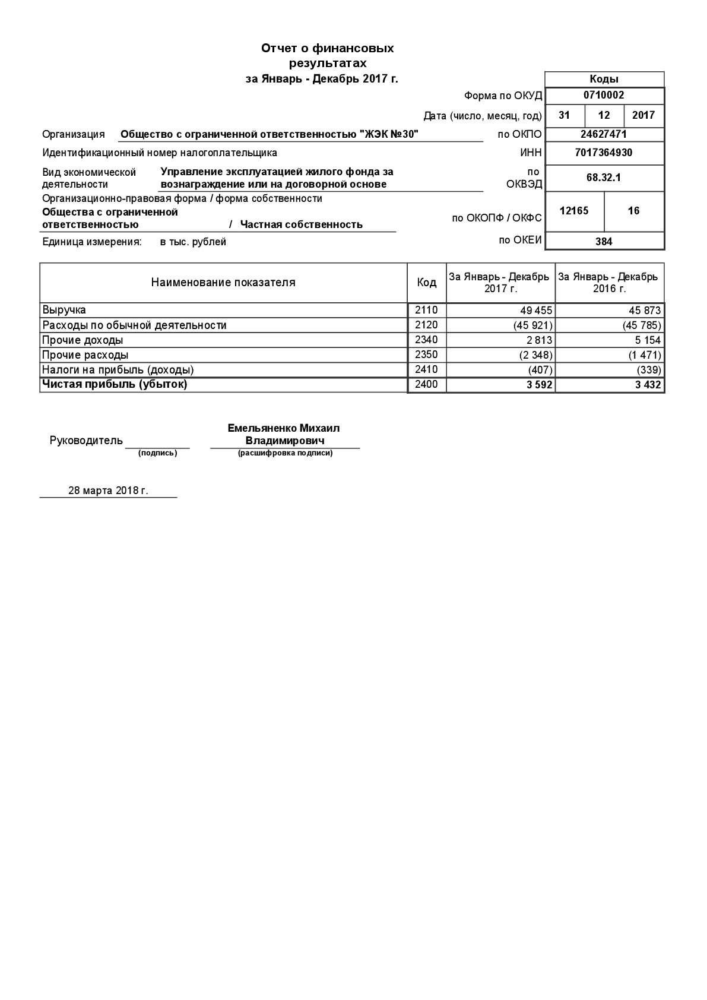 Отчет о финансовых
результатах
за Январь - Декабрь 2017 г.
Коды
Форма по ОКУД 0710002
Дата (число, месяц, год) 31 12 2017
Организация Общество с ограниченной ответственностью "ЖЭК №30" по ОКПО 24627471
Идентификационный номер налогоплательщика ИНН 7017364930
Вид экономической Управление эксплуатацией жилого фонда за по
деятельности вознаграждение или на договорной основе ОКВЭД 68.32.1
Организационно-правовая форма / форма собственности
Общества с ограниченной
ответственностью / Частная собственность по ОКОПФ / ОКФС 12165 16
Единица измерения: в тыс. рублей по ОКЕИ 384
Наименование показателя Код За Январь - Декабрь 2017 г. За Январь - Декабрь 2016 г.
Выручка 2110 49 455 45 873
Расходы по обычной деятельности 2120 (45 921) (45 785)
Прочие доходы 2340 2 813 5 154
Прочие расходы 2350 (2 348) (1 471)
Налоги на прибыль (доходы) 2410 (407) (339)
Чистая прибыль (убыток) 2400 3 592 3 432
Емельяненко Михаил
Руководитель Владимирович
(подпись) (расшифровка подписи)
28 марта 2018 г.